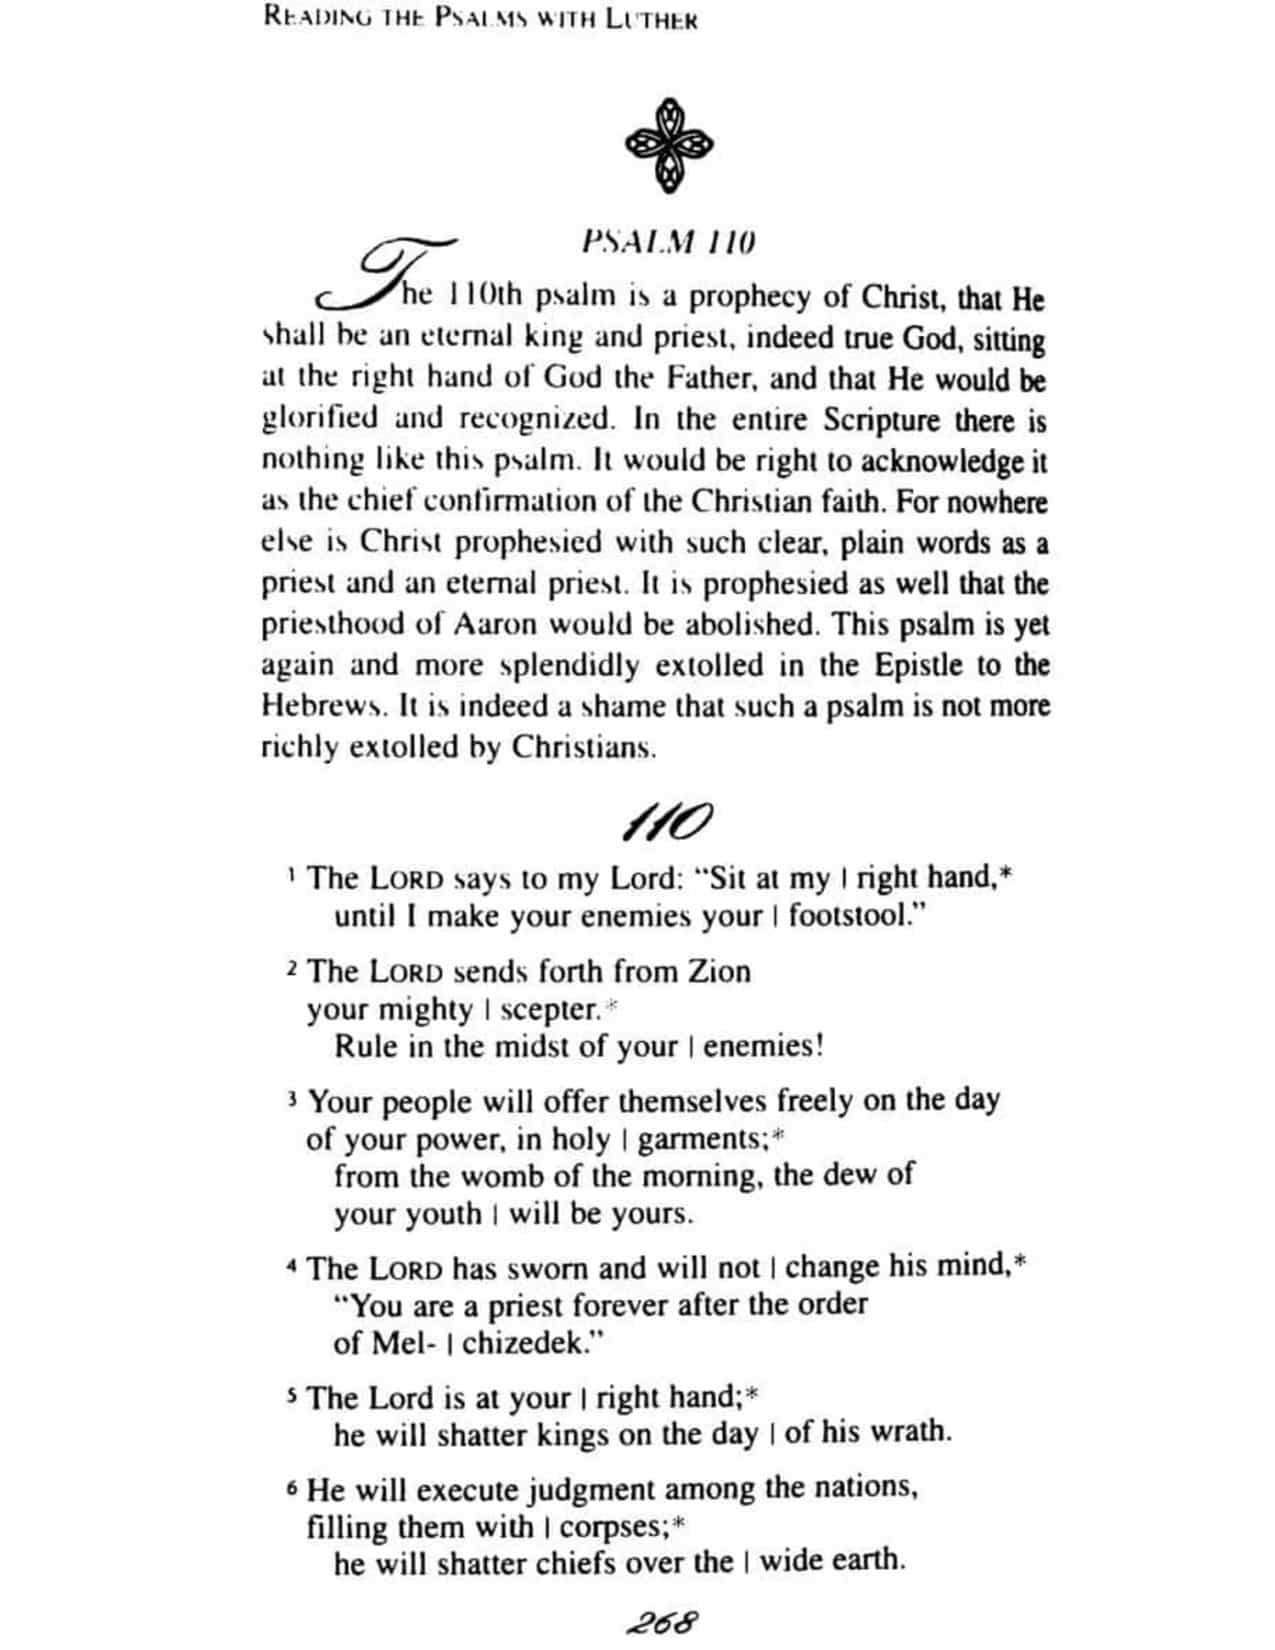 READING THE PSALMS WITH LUTHER
PSALM 110
The 110th psalm is a prophecy of Christ, that He
shall be an eternal king and priest, indeed true God, sitting
at the right hand of God the Father, and that He would be
glorified and recognized. In the entire Scripture there is
nothing like this psalm. It would be right to acknowledge it
as the chief confirmation of the Christian faith. For nowhere
else is Christ prophesied with such clear, plain words as a
priest and an eternal priest. It is prophesied as well that the
priesthood of Aaron would be abolished. This psalm is yet
again and more splendidly extolled in the Epistle to the
Hebrews. It is indeed a shame that such a psalm is not more
richly extolled by Christians.
110
1 The LORD says to my Lord: "Sit at my | right hand,*
until I make your enemies your | footstool."
2 The LORD sends forth from Zion
your mighty | scepter.*
Rule in the midst of your | enemies!
3 Your people will offer themselves freely on the day
of your power, in holy | garments;*
from the womb of the morning, the dew of
your youth | will be yours.
4 The LORD has sworn and will not | change his mind,*
"You are a priest forever after the order
of Mel- | chizedek."
5 The Lord is at your | right hand;*
he will shatter kings on the day | of his wrath.
6 He will execute judgment among the nations,
filling them with | corpses;*
he will shatter chiefs over the | wide earth.
268